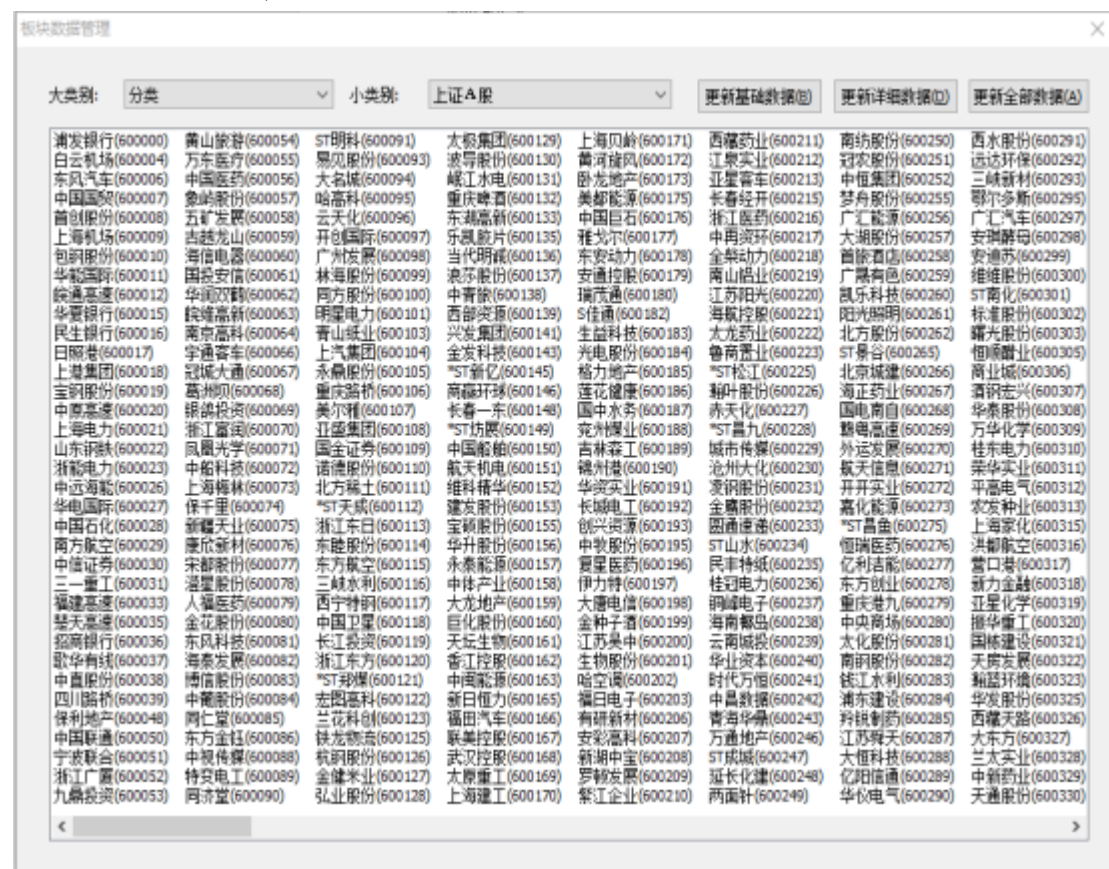 板块数据管理
大类别: 分类 小类别: 上证A股 更新基础数据(B) 更新详细数据(D) 更新全部数据(A)
浦发银行(600000) 黄山旅游(600054) ST明科(600091) 太极集团(600129) 上海贝岭(600171) 西藏药业(600211) 南纺股份(600250) 西水股份(600291)
白云机场(600004) 万东医疗(600055) 易见股份(600093) 波导股份(600130) 黄河旋风(600172) 江泉实业(600212) 冠农股份(600251) 远达环保(600292)
东风汽车(600006) 中国医药(600056) 大名城(600094) 岷江水电(600131) 卧龙地产(600173) 亚星客车(600213) 中恒集团(600252) 三峡新材(600293)
中国国贸(600007) 象屿股份(600057) 哈高科(600095) 重庆啤酒(600132) 美都能源(600175) 长春经开(600215) 梦舟股份(600255) 鄂尔多斯(600295)
首创股份(600008) 五矿发展(600058) 云天化(600096) 东湖高新(600133) 中国巨石(600176) 浙江医药(600216) 广汇能源(600256) 广汇汽车(600297)
上海机场(600009) 古越龙山(600059) 开创国际(600097) 乐凯胶片(600135) 雅戈尔(600177) 中再资环(600217) 大湖股份(600257) 安琪酵母(600298)
包钢股份(600010) 海信电器(600060) 广州发展(600098) 当代明诚(600136) 东安动力(600178) 全柴动力(600218) 首旅酒店(600258) 安迪苏(600299)
华能国际(600011) 国投安信(600061) 林海股份(600099) 浪莎股份(600137) 安通控股(600179) 南山铝业(600219) 广晟有色(600259) 维维股份(600300)
皖通高速(600012) 华润双鹤(600062) 同方股份(600100) 中青旅(600138) 瑞茂通(600180) 江苏阳光(600220) 凯乐科技(600260) ST南化(600301)
华夏银行(600015) 皖维高新(600063) 明星电力(600101) 西部资源(600139) S佳通(600182) 海航控股(600221) 阳光照明(600261) 标准股份(600302)
民生银行(600016) 南京高科(600064) 青山纸业(600103) 兴发集团(600141) 生益科技(600183) 太龙药业(600222) 北方股份(600262) 曙光股份(600303)
日照港(600017) 宇通客车(600066) 上汽集团(600104) 金发科技(600143) 光电股份(600184) 鲁商置业(600223) ST景谷(600265) 恒顺醋业(600305)
上港集团(600018) 冠城大通(600067) 永鼎股份(600105) *ST新亿(600145) 格力地产(600185) *ST松江(600225) 北京城建(600266) 商业城(600306)
宝钢股份(600019) 葛洲坝(600068) 重庆路桥(600106) 商赢环球(600146) 莲花健康(600186) 瀚叶股份(600226) 海正药业(600267) 酒钢宏兴(600307)
中原高速(600020) 银鸽投资(600069) 美尔雅(600107) 长春一东(600148) 国中水务(600187) 赤天化(600227) 国电南自(600268) 华泰股份(600308)
上海电力(600021) 浙江富润(600070) 亚盛集团(600108) *ST坊展(600149) 兖州煤业(600188) *ST昌九(600228) 赣粤高速(600269) 万华化学(600309)
山东钢铁(600022) 凤凰光学(600071) 国金证券(600109) 中国船舶(600150) 吉林森工(600189) 城市传媒(600229) 外运发展(600270) 桂东电力(600310)
浙能电力(600023) 中船科技(600072) 诺德股份(600110) 航天机电(600151) 锦州港(600190) 沧州大化(600230) 航天信息(600271) 荣华实业(600311)
中远海能(600026) 上海梅林(600073) 北方稀土(600111) 维科精华(600152) 华资实业(600191) 凌钢股份(600231) 开开实业(600272) 平高电气(600312)
华电国际(600027) 保千里(600074) *ST天成(600112) 建发股份(600153) 长城电工(600192) 金鹰股份(600232) 嘉化能源(600273) 农发种业(600313)
中国石化(600028) 新疆天业(600075) 浙江东日(600113) 宝硕股份(600155) 创兴资源(600193) 圆通速递(600233) *ST昌鱼(600275) 上海家化(600315)
南方航空(600029) 康欣新材(600076) 东睦股份(600114) 华升股份(600156) 中牧股份(600195) ST山水(600234) 恒瑞医药(600276) 洪都航空(600316)
中信证券(600030) 宋都股份(600077) 东方航空(600115) 永泰能源(600157) 复星医药(600196) 民丰特纸(600235) 亿利洁能(600277) 营口港(600317)
三一重工(600031) 澄星股份(600078) 三峡水利(600116) 中体产业(600158) 伊力特(600197) 桂冠电力(600236) 东方创业(600278) 新力金融(600318)
福建高速(600033) 人福医药(600079) 西宁特钢(600117) 大龙地产(600159) 大唐电信(600198) 铜峰电子(600237) 重庆港九(600279) 亚星化学(600319)
楚天高速(600035) 金花股份(600080) 中国卫星(600118) 巨化股份(600160) 金种子酒(600199) 海南椰岛(600238) 中央商场(600280) 振华重工(600320)
招商银行(600036) 东风科技(600081) 长江投资(600119) 天坛生物(600161) 江苏吴中(600200) 云南城投(600239) 太化股份(600281) 国栋建设(600321)
歌华有线(600037) 海泰发展(600082) 浙江东方(600120) 香江控股(600162) 生物股份(600201) 华业资本(600240) 南钢股份(600282) 天房发展(600322)
中直股份(600038) 博信股份(600083) *ST郑煤(600121) 中闽能源(600163) 哈空调(600202) 时代万恒(600241) 钱江水利(600283) 瀚蓝环境(600323)
四川路桥(600039) 中葡股份(600084) 宏图高科(600122) 新日恒力(600165) 福日电子(600203) 中昌数据(600242) 浦东建设(600284) 华发股份(600325)
保利地产(600048) 同仁堂(600085) 兰花科创(600123) 福田汽车(600166) 有研新材(600206) 青海华鼎(600243) 羚锐制药(600285) 西藏天路(600326)
中国联通(600050) 东方金钰(600086) 铁龙物流(600125) 联美控股(600167) 安彩高科(600207) 万通地产(600246) 江苏舜天(600287) 大东方(600327)
宁波联合(600051) 中视传媒(600088) 杭钢股份(600126) 武汉控股(600168) 新湖中宝(600208) ST成城(600247) 大恒科技(600288) 兰太实业(600328)
浙江广厦(600052) 特变电工(600089) 金健米业(600127) 太原重工(600169) 罗顿发展(600209) 延长化建(600248) 亿阳信通(600289) 中新药业(600329)
九鼎投资(600053) 同济堂(600090) 弘业股份(600128) 上海建工(600170) 紫江企业(600210) 两面针(600249) 华仪电气(600290) 天通股份(600330)